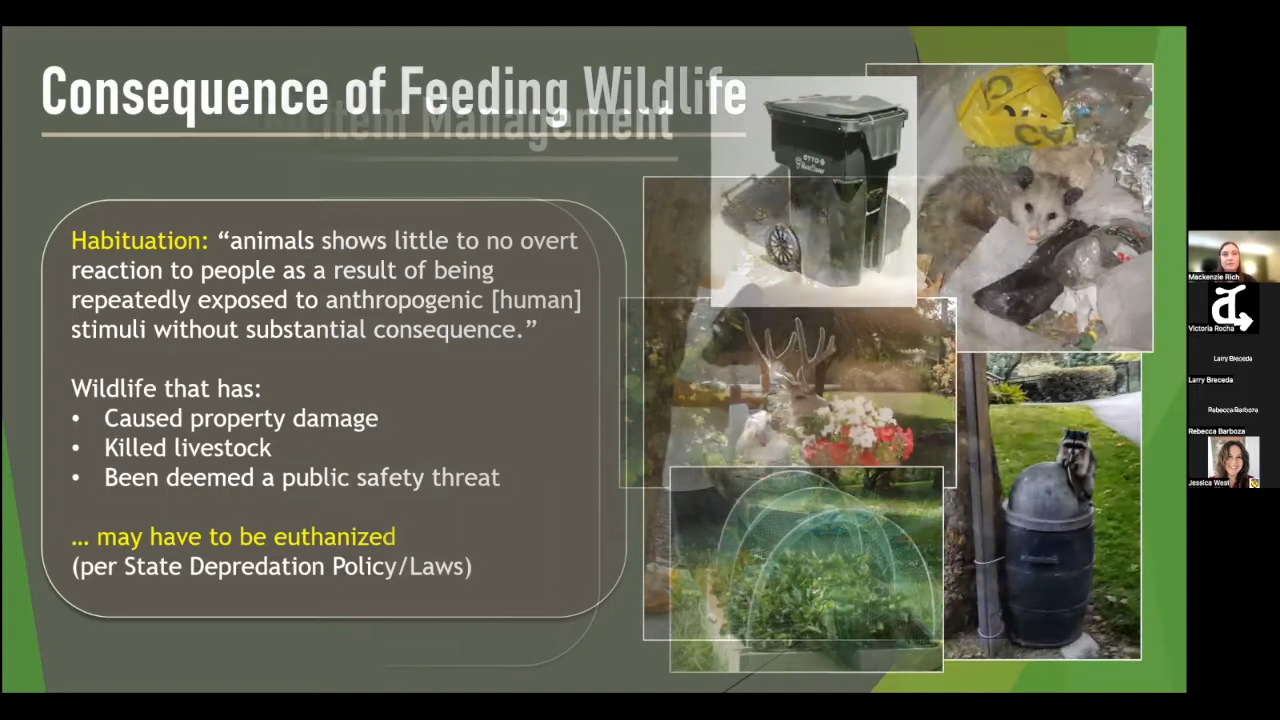 Consequence of Feeding Wildlife
Item Management
Habituation: “animals shows little to no overt
reaction to people as a result of being
repeatedly exposed to anthropogenic [human]
stimuli without substantial consequence.”
Wildlife that has:
• Caused property damage
• Killed livestock
• Been deemed a public safety threat
… may have to be euthanized
(per State Depredation Policy/Laws)
OTTO
Mackenzie Rich
Victoria Rocha
Larry Breceda
Larry Breceda
Rebecca Barboza
Rebecca Barboza
Jessica West